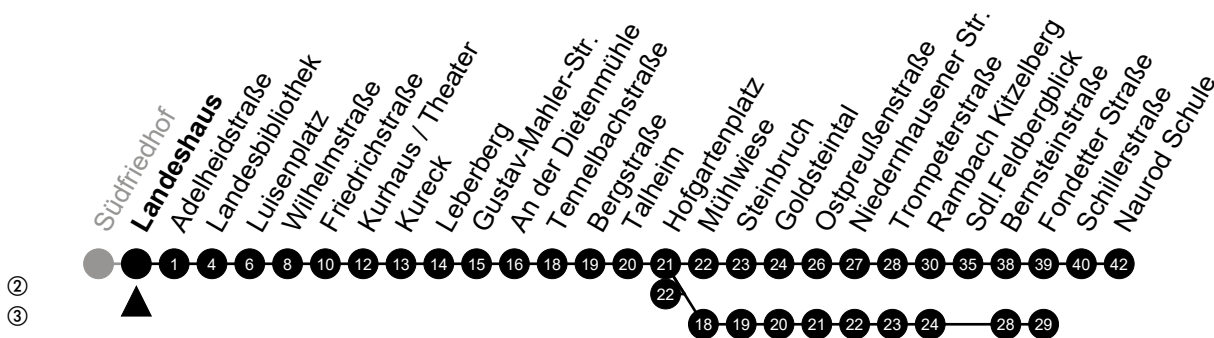 Südfriedhof
Landeshaus
Adelheidstraße
Landesbibliothek
Luisenplatz
Wilhelmstraße
Friedrichstraße
Kurhaus / Theater
Kureck
Leberberg
Gustav-Mahler-Str.
An der Dietenmühle
Tennelbachstraße
Bergstraße
Talheim
Hofgartenplatz
Mühlwiese
Steinbruch
Goldsteintal
Ostpreußenstraße
Niedernhausener Str.
Trompeterstraße
Rambach Kitzelberg
Sdl.Feldbergblick
Bernsteinstraße
Fondetter Straße
Schillerstraße
Naurod Schule
1 4 6 8 10 12 13 14 15 16 18 19 20 21 22 23 24 26 27 28 30 35 38 39 40 42
② 22
③ 18 19 20 21 22 23 24 28 29